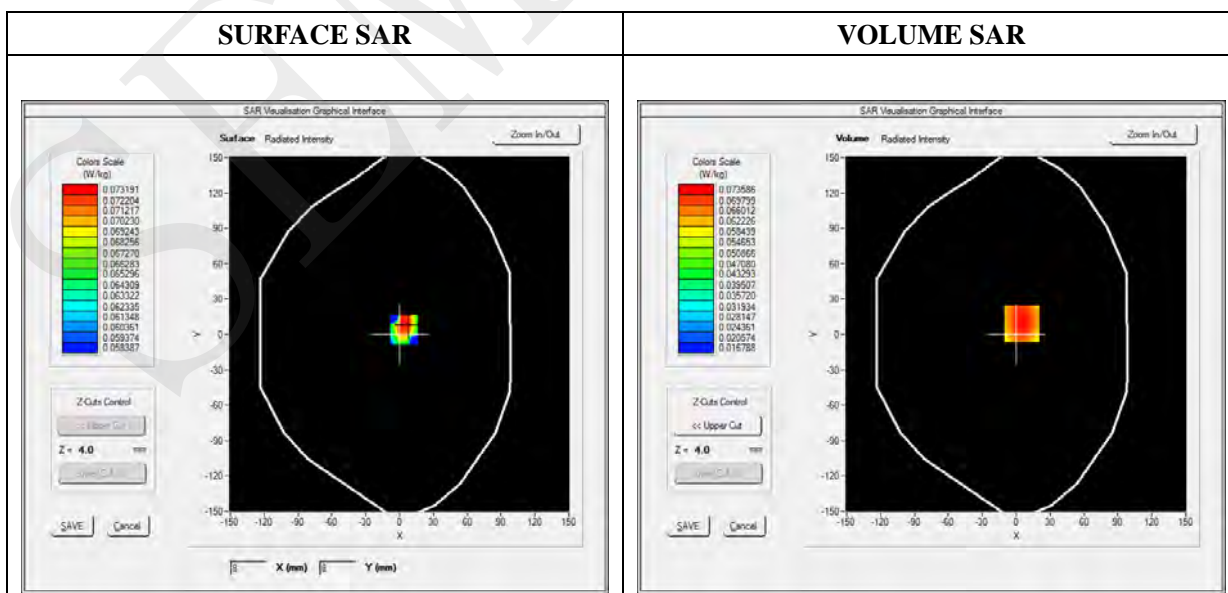 SURFACE SAR
VOLUME SAR
SAR Visualisation Graphical Interface
Surface Radiated Intensity
Zoom In/Out
Colors Scale
(W/kg)
0.073191
0.072204
0.071217
0.070230
0.069243
0.068256
0.067270
0.066283
0.065296
0.064309
0.063322
0.062335
0.061348
0.060361
0.059374
0.058387
Z-Cuts Control
<< Upper Cut
Z = 4.0 mm
SAVE Cancel
150
120
90
60
30
0
-30
-60
-90
-120
-150
Y
-150 -120 -90 -60 -30 0 30 60 90 120 150
X
X (mm) Y (mm)
SAR Visualisation Graphical Interface
Volume Radiated Intensity
Zoom In/Out
Colors Scale
(W/kg)
0.073586
0.069799
0.066012
0.062226
0.058439
0.054653
0.050866
0.047080
0.043293
0.039507
0.035720
0.031934
0.028147
0.024361
0.020574
0.016788
Z-Cuts Control
<< Upper Cut
Z = 4.0 mm
SAVE Cancel
150
120
90
60
30
0
-30
-60
-90
-120
-150
Y
-150 -120 -90 -60 -30 0 30 60 90 120 150
X